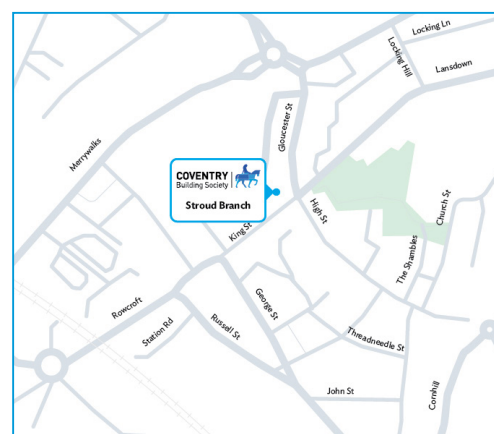 Locking Ln
Locking Hill
Lansdown
Gloucester St
Merrywalks
COVENTRY
Building Society
Stroud Branch
Church St
High St
King St
The Shambles
George St
Rowcroft
Station Rd
Russell St
Threadneedle St
John St
Cornhill